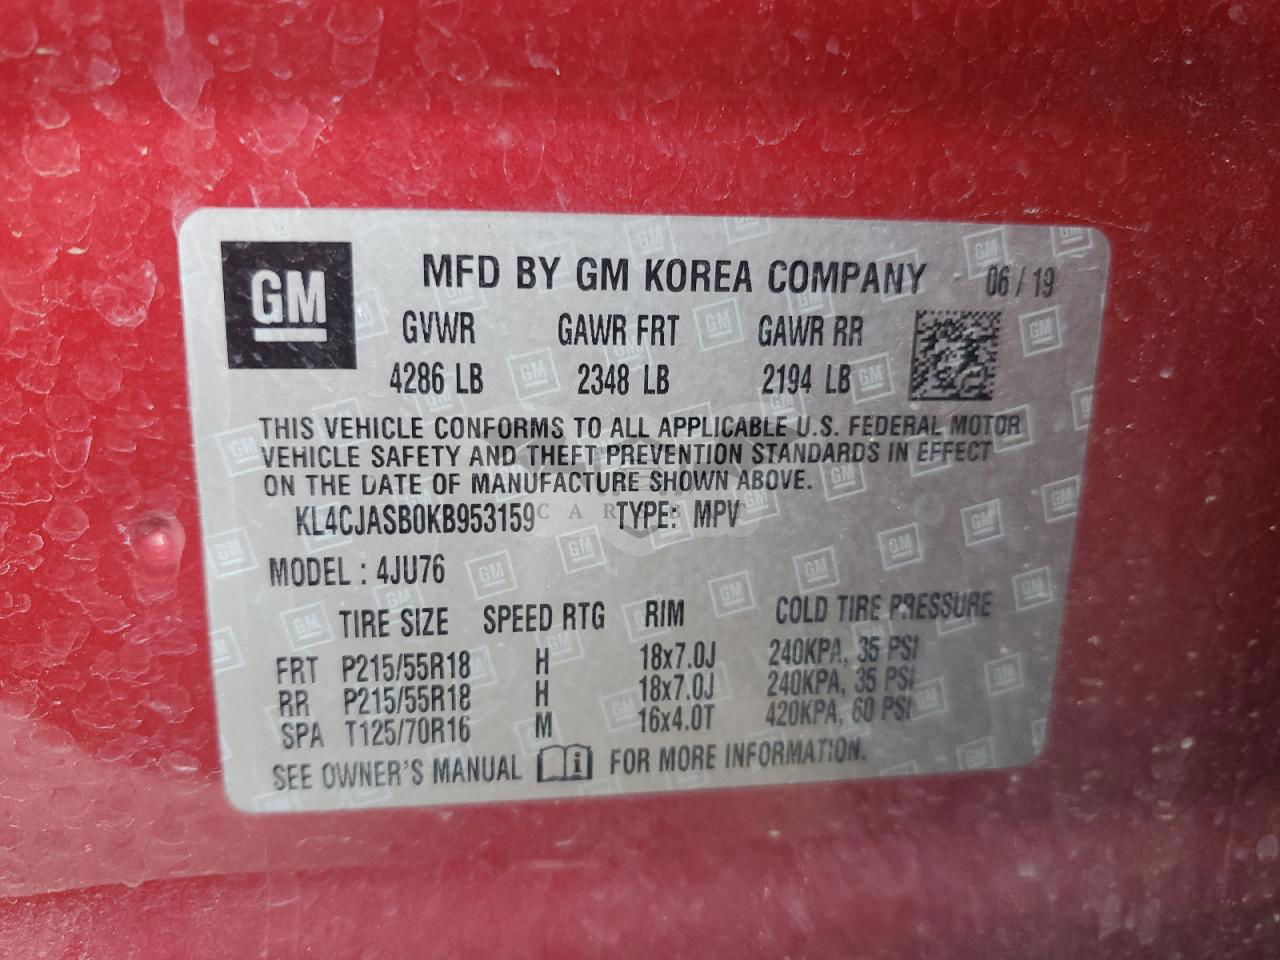 GM
MFD BY GM KOREA COMPANY 06/19
GVWR GAWR FRT GAWR RR
4286 LB 2348 LB 2194 LB
THIS VEHICLE CONFORMS TO ALL APPLICABLE U.S. FEDERAL MOTOR
VEHICLE SAFETY AND THEFT PREVENTION STANDARDS IN EFFECT
ON THE DATE OF MANUFACTURE SHOWN ABOVE.
KL4CJASB0KB953159 TYPE: MPV
MODEL : 4JU76
TIRE SIZE SPEED RTG RIM COLD TIRE PRESSURE
FRT P215/55R18 H 18x7.0J 240KPA, 35 PSI
RR P215/55R18 H 18x7.0J 240KPA, 35 PSI
SPA T125/70R16 M 16x4.0T 420KPA, 60 PSI
SEE OWNER'S MANUAL FOR MORE INFORMATION.